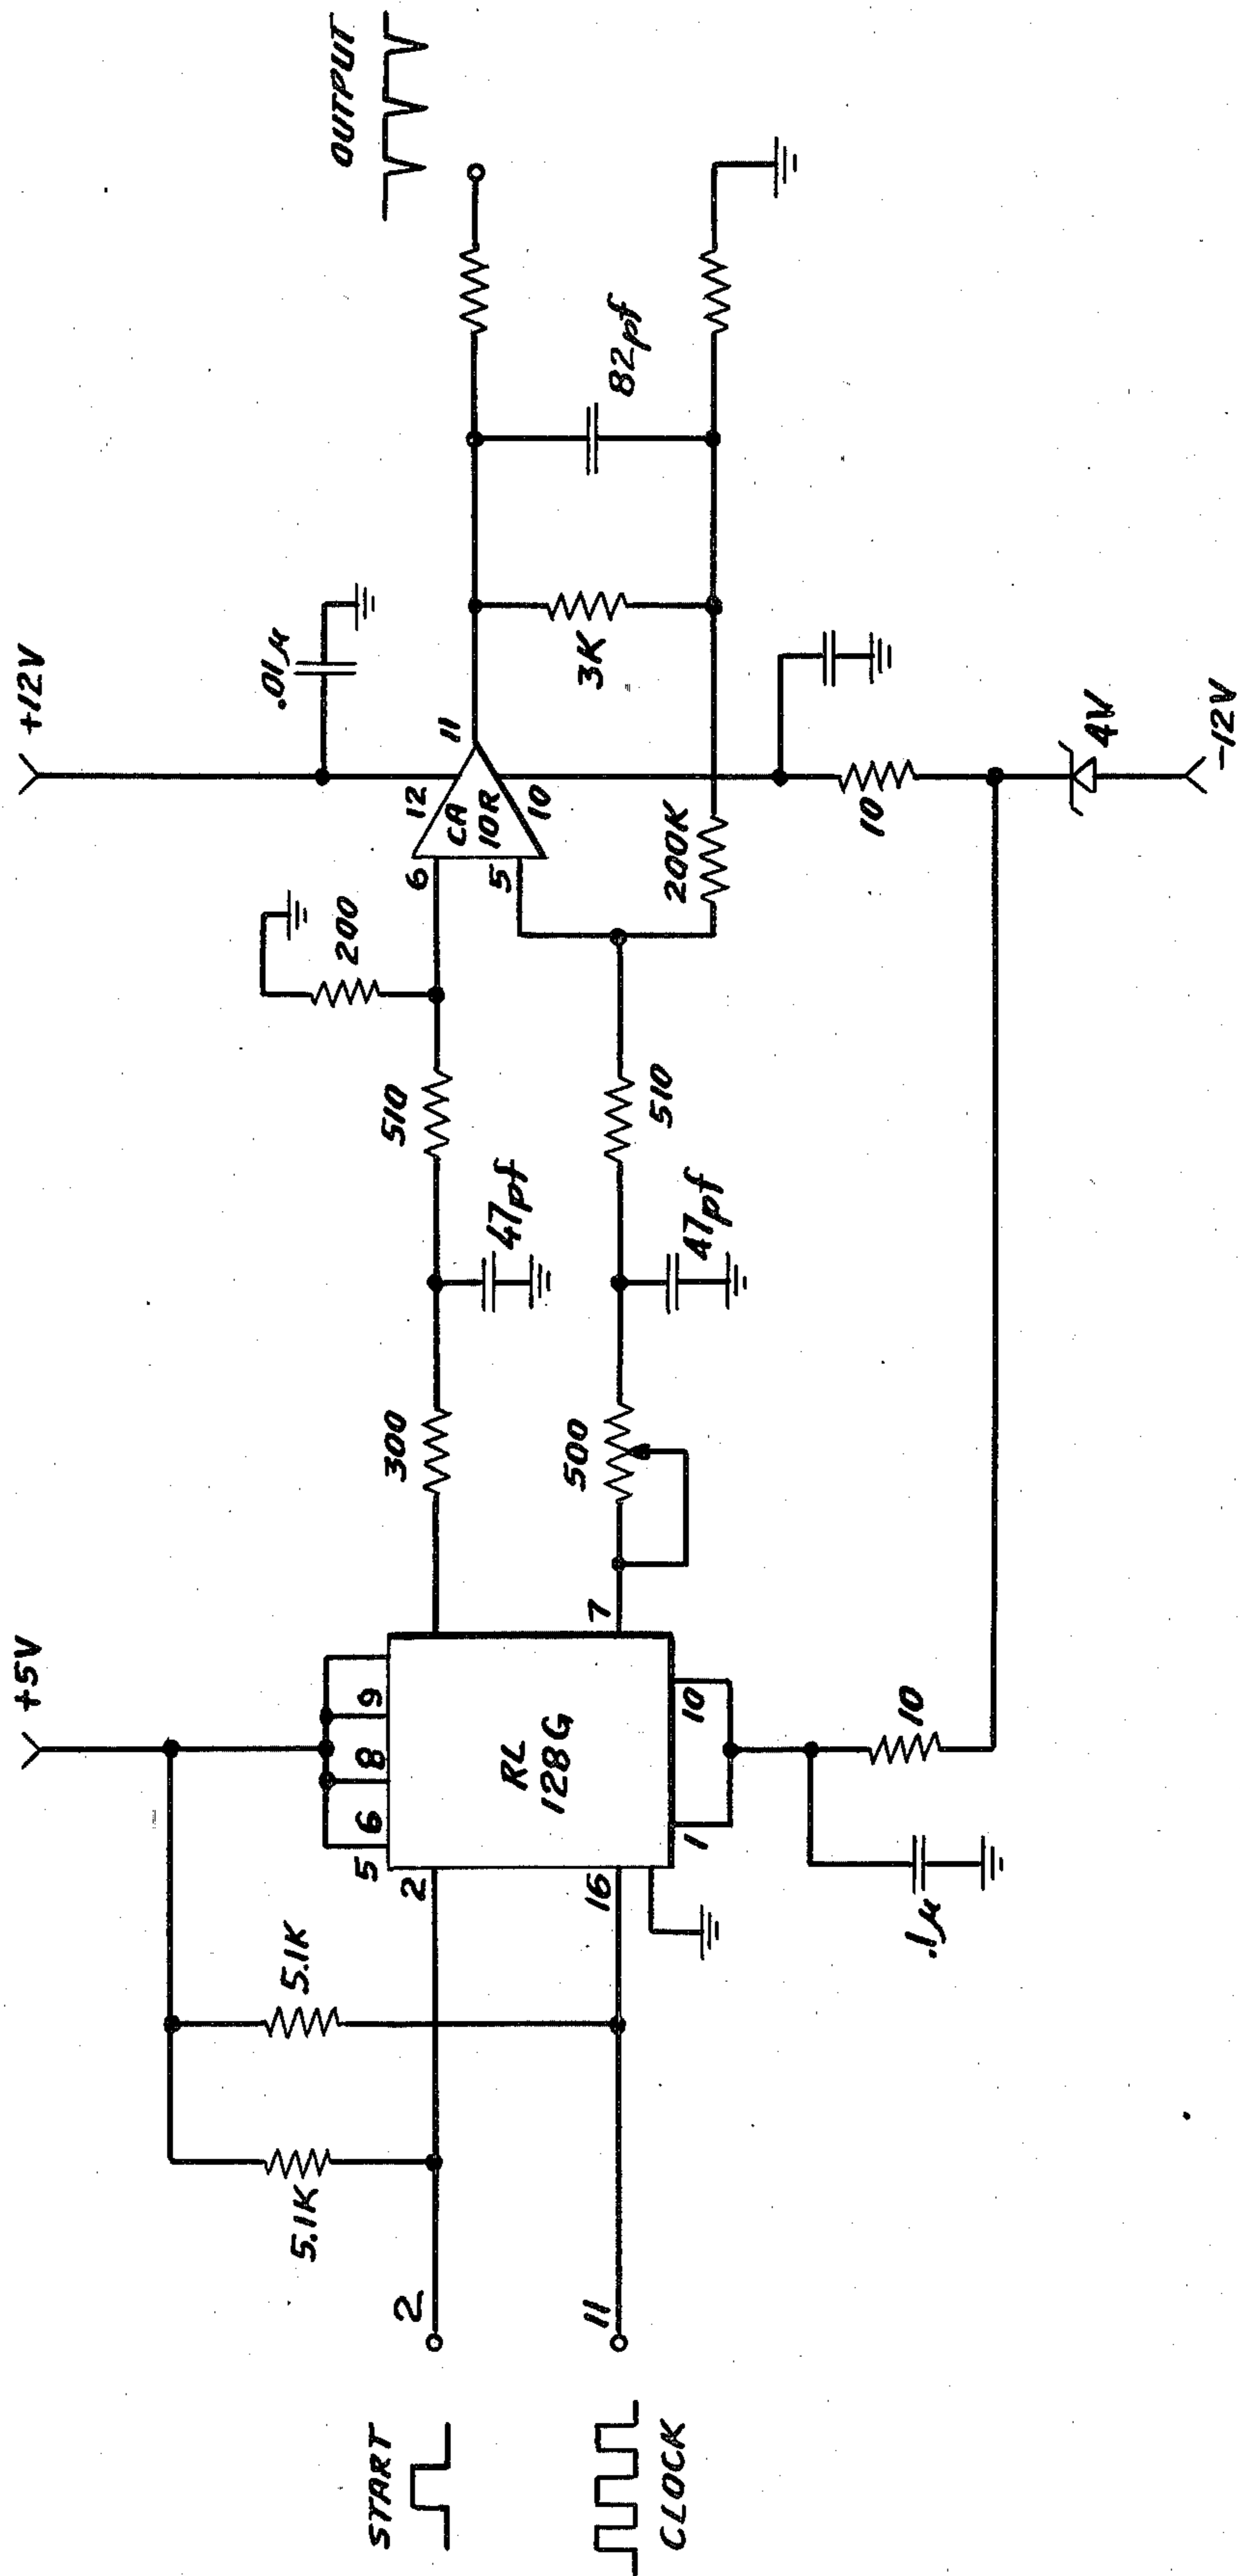 START
2
5.1K
5.1K
+5V
5
6
8
9
2
RL
128G
16
1
10
7
.1µ
10
300
500
47pf
47pf
510
510
200
6
5
CA
10R
12
10
11
+12V
.01µ
200K
10
4V
-12V
3K
82pf
OUTPUT
11
CLOCK